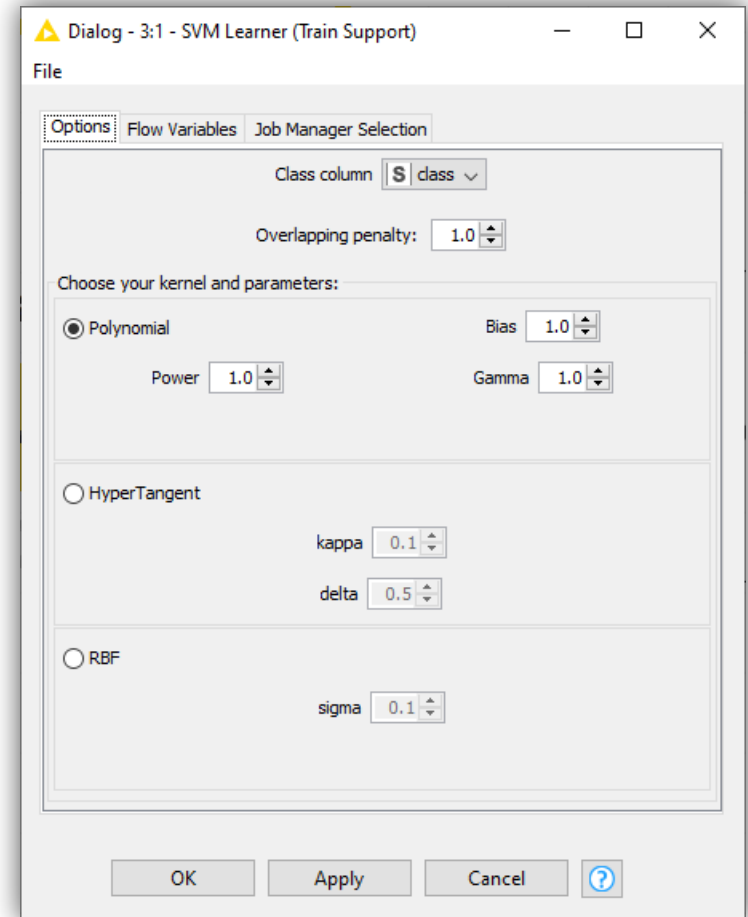 Dialog - 3:1 - SVM Learner (Train Support)
File
Options Flow Variables Job Manager Selection
Class column S class
Overlapping penalty: 1.0
Choose your kernel and parameters:
Polynomial Bias 1.0
Power 1.0 Gamma 1.0
HyperTangent
kappa 0.1
delta 0.5
RBF
sigma 0.1
OK Apply Cancel ?